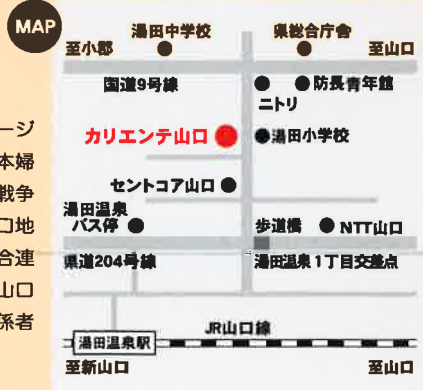 MAP
湯田中学校
県総合庁舎
至小郡
至山口
国道9号線
防長青年館
ニトリ
カリエンテ山口
湯田小学校
セントコア山口
湯田温泉
バス停
歩道橋
NTT山口
県道204号線
湯田温泉1丁目交差点
JR山口線
湯田温泉駅
至新山口
至山口
ージ
本婦
戦争
口地
合連
山口
係者